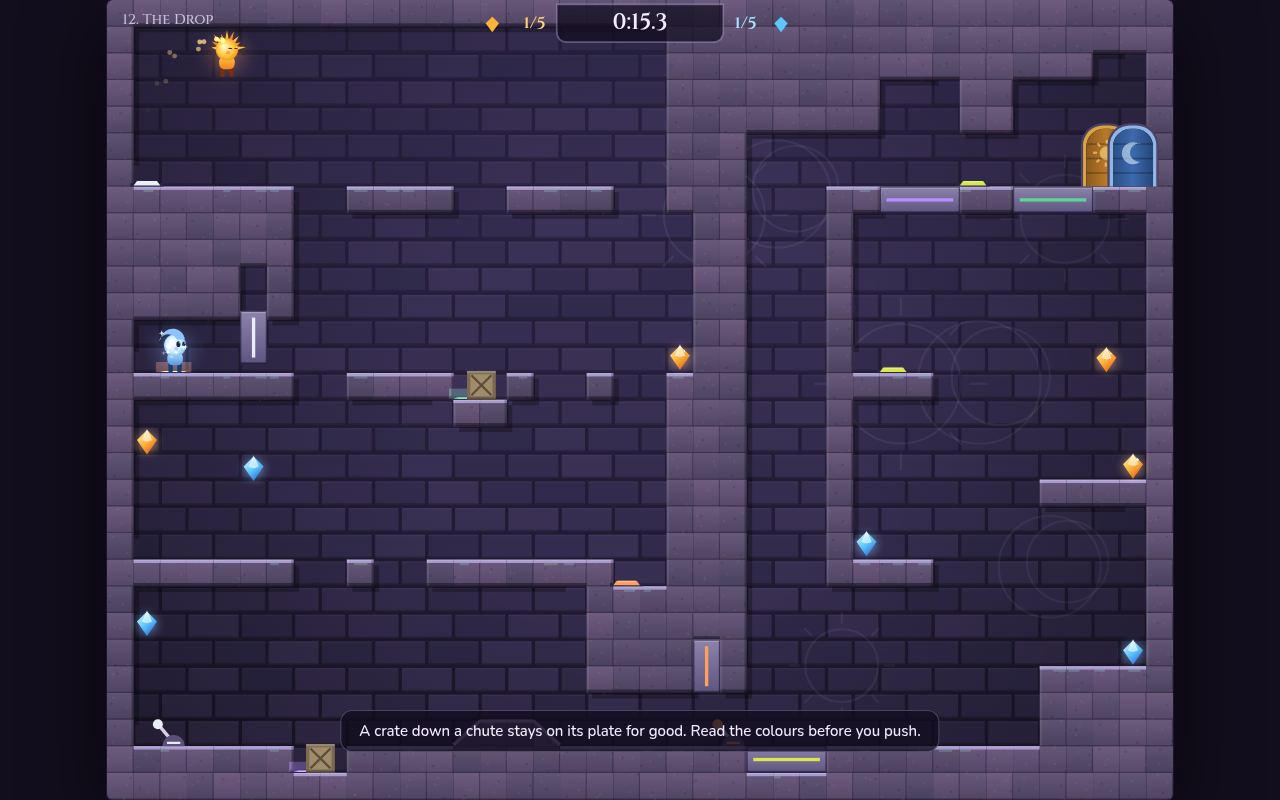 12. The Drop
1/5
0:15.3
1/5
A crate down a chute stays on its plate for good. Read the colours before you push.